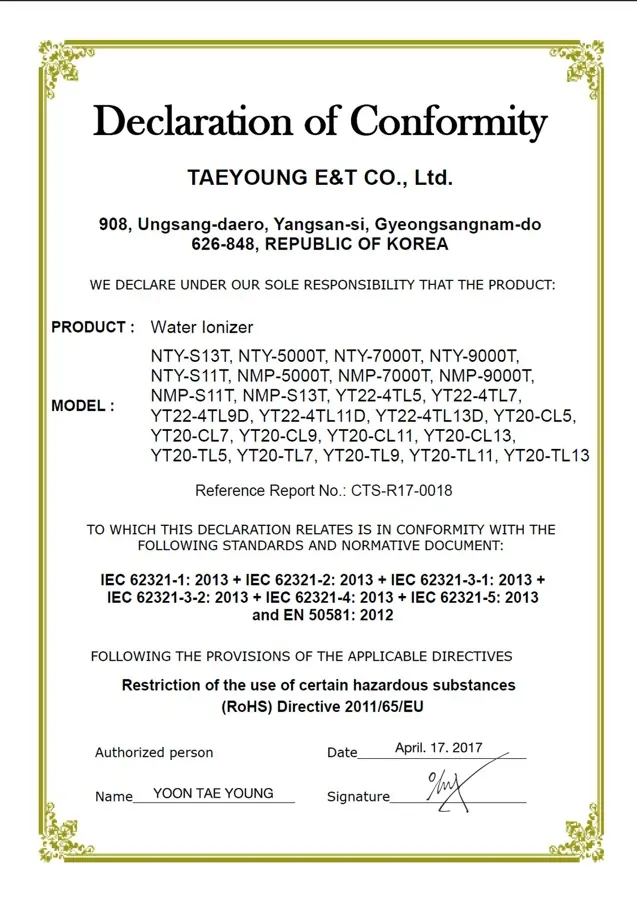 Declaration of Conformity
TAEYOUNG E&T CO., Ltd.
908, Ungsang-daero, Yangsan-si, Gyeongsangnam-do
626-848, REPUBLIC OF KOREA
WE DECLARE UNDER OUR SOLE RESPONSIBILITY THAT THE PRODUCT:
PRODUCT : Water Ionizer
MODEL : NTY-S13T, NTY-5000T, NTY-7000T, NTY-9000T,
NTY-S11T, NMP-5000T, NMP-7000T, NMP-9000T,
NMP-S11T, NMP-S13T, YT22-4TL5, YT22-4TL7,
YT22-4TL9D, YT22-4TL11D, YT22-4TL13D, YT20-CL5,
YT20-CL7, YT20-CL9, YT20-CL11, YT20-CL13,
YT20-TL5, YT20-TL7, YT20-TL9, YT20-TL11, YT20-TL13
Reference Report No.: CTS-R17-0018
TO WHICH THIS DECLARATION RELATES IS IN CONFORMITY WITH THE
FOLLOWING STANDARDS AND NORMATIVE DOCUMENT:
IEC 62321-1: 2013 + IEC 62321-2: 2013 + IEC 62321-3-1: 2013 +
IEC 62321-3-2: 2013 + IEC 62321-4: 2013 + IEC 62321-5: 2013
and EN 50581: 2012
FOLLOWING THE PROVISIONS OF THE APPLICABLE DIRECTIVES
Restriction of the use of certain hazardous substances
(RoHS) Directive 2011/65/EU
Authorized person Date April. 17. 2017
Name YOON TAE YOUNG Signature